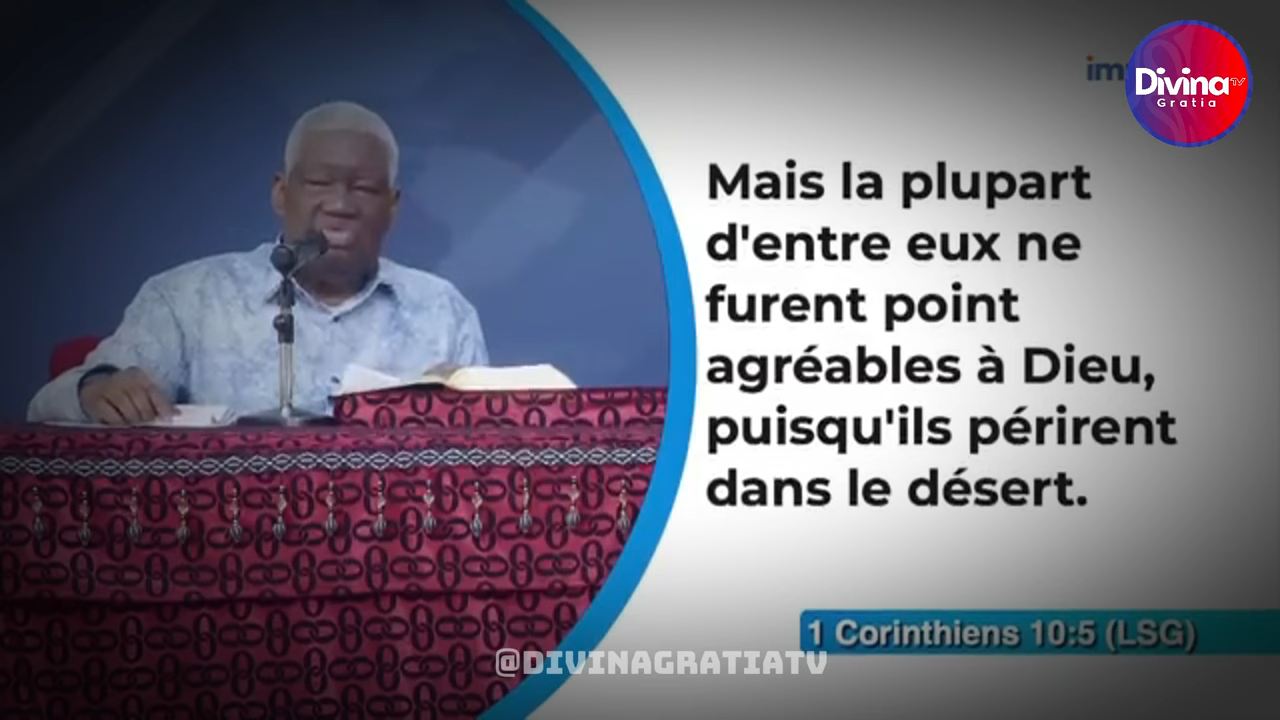 Divina TV
Gratia
Mais la plupart
d'entre eux ne
furent point
agréables à Dieu,
puisqu'ils périrent
dans le désert.
1 Corinthiens 10:5 (LSG)
@DIVINAGRATIATV